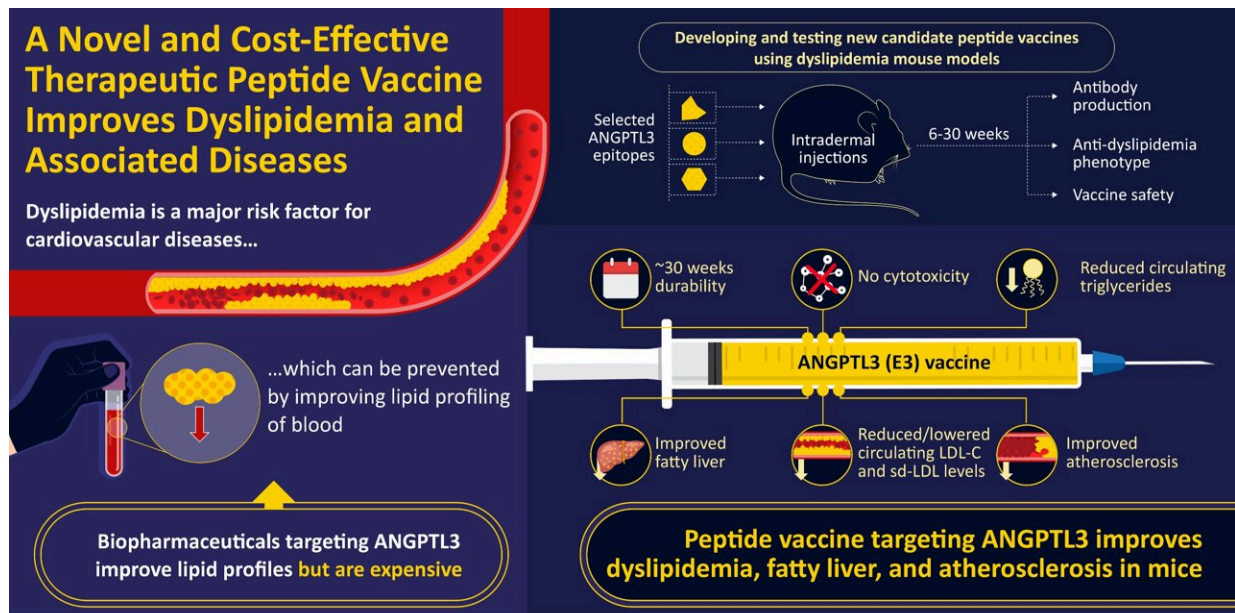 A Novel and Cost-Effective
Therapeutic Peptide Vaccine
Improves Dyslipidemia and
Associated Diseases
Dyslipidemia is a major risk factor for
cardiovascular diseases...
...which can be prevented
by improving lipid profiling
of blood
Biopharmaceuticals targeting ANGPTL3
improve lipid profiles but are expensive
Developing and testing new candidate peptide vaccines
using dyslipidemia mouse models
Selected
ANGPTL3
epitopes
Intradermal
injections
6-30 weeks
Antibody
production
Anti-dyslipidemia
phenotype
Vaccine safety
~30 weeks
durability
No cytotoxicity
Reduced circulating
triglycerides
ANGPTL3 (E3) vaccine
Improved
fatty liver
Reduced/lowered
circulating LDL-C
and sd-LDL levels
Improved
atherosclerosis
Peptide vaccine targeting ANGPTL3 improves
dyslipidemia, fatty liver, and atherosclerosis in mice